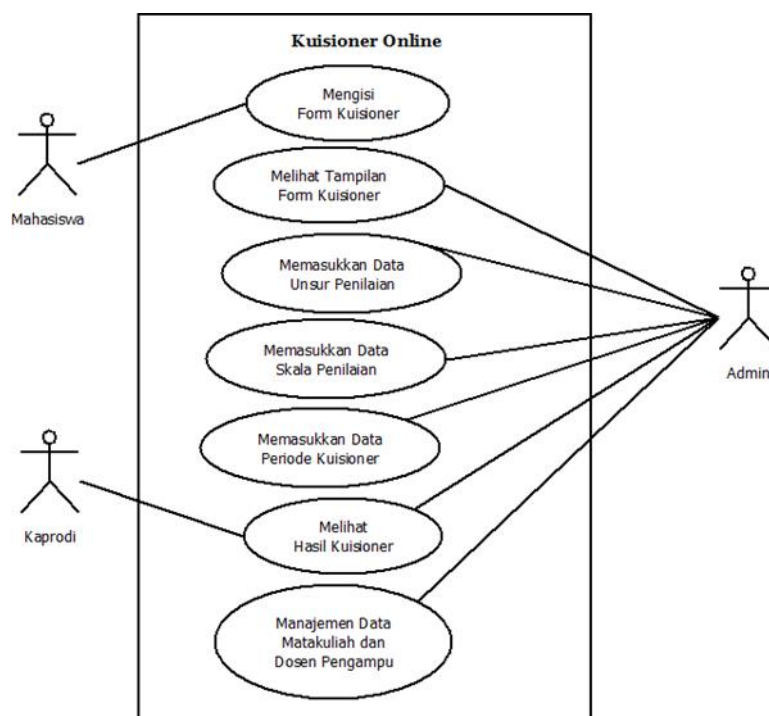 Kuisioner Online
Mengisi
Form Kuisioner
Mahasiswa
Melihat Tampilan
Form Kuisioner
Memasukkan Data
Unsur Penilaian
Memasukkan Data
Skala Penilaian
Admin
Memasukkan Data
Periode Kuisioner
Kaprodi
Melihat
Hasil Kuisioner
Manajemen Data
Matakuliah dan
Dosen Pengampu